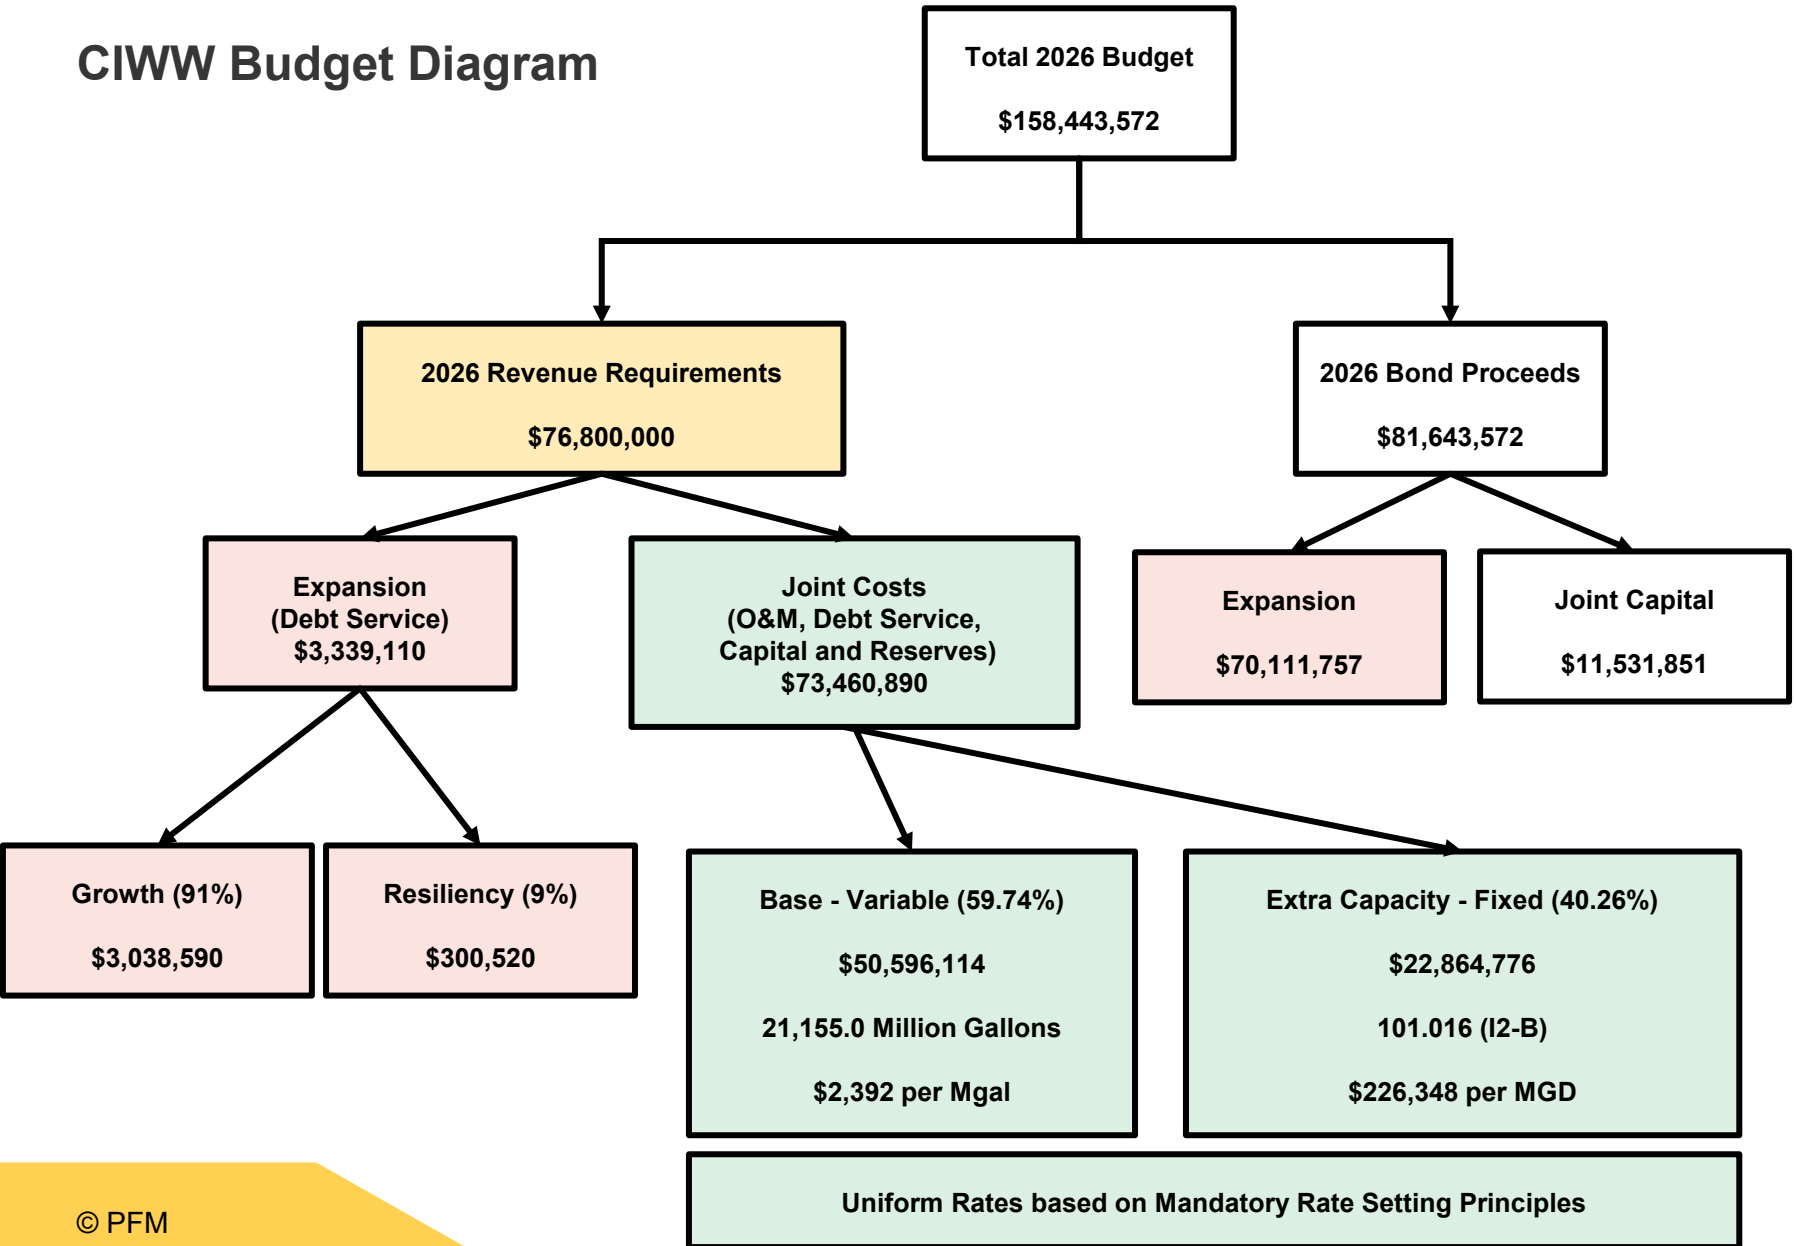 CIWW Budget Diagram
Total 2026 Budget
$158,443,572
2026 Revenue Requirements
$76,800,000
2026 Bond Proceeds
$81,643,572
Expansion
(Debt Service)
$3,339,110
Joint Costs
(O&M, Debt Service,
Capital and Reserves)
$73,460,890
Expansion
$70,111,757
Joint Capital
$11,531,851
Growth (91%)
$3,038,590
Resiliency (9%)
$300,520
Base - Variable (59.74%)
$50,596,114
21,155.0 Million Gallons
$2,392 per Mgal
Extra Capacity - Fixed (40.26%)
$22,864,776
101.016 (I2-B)
$226,348 per MGD
Uniform Rates based on Mandatory Rate Setting Principles
© PFM